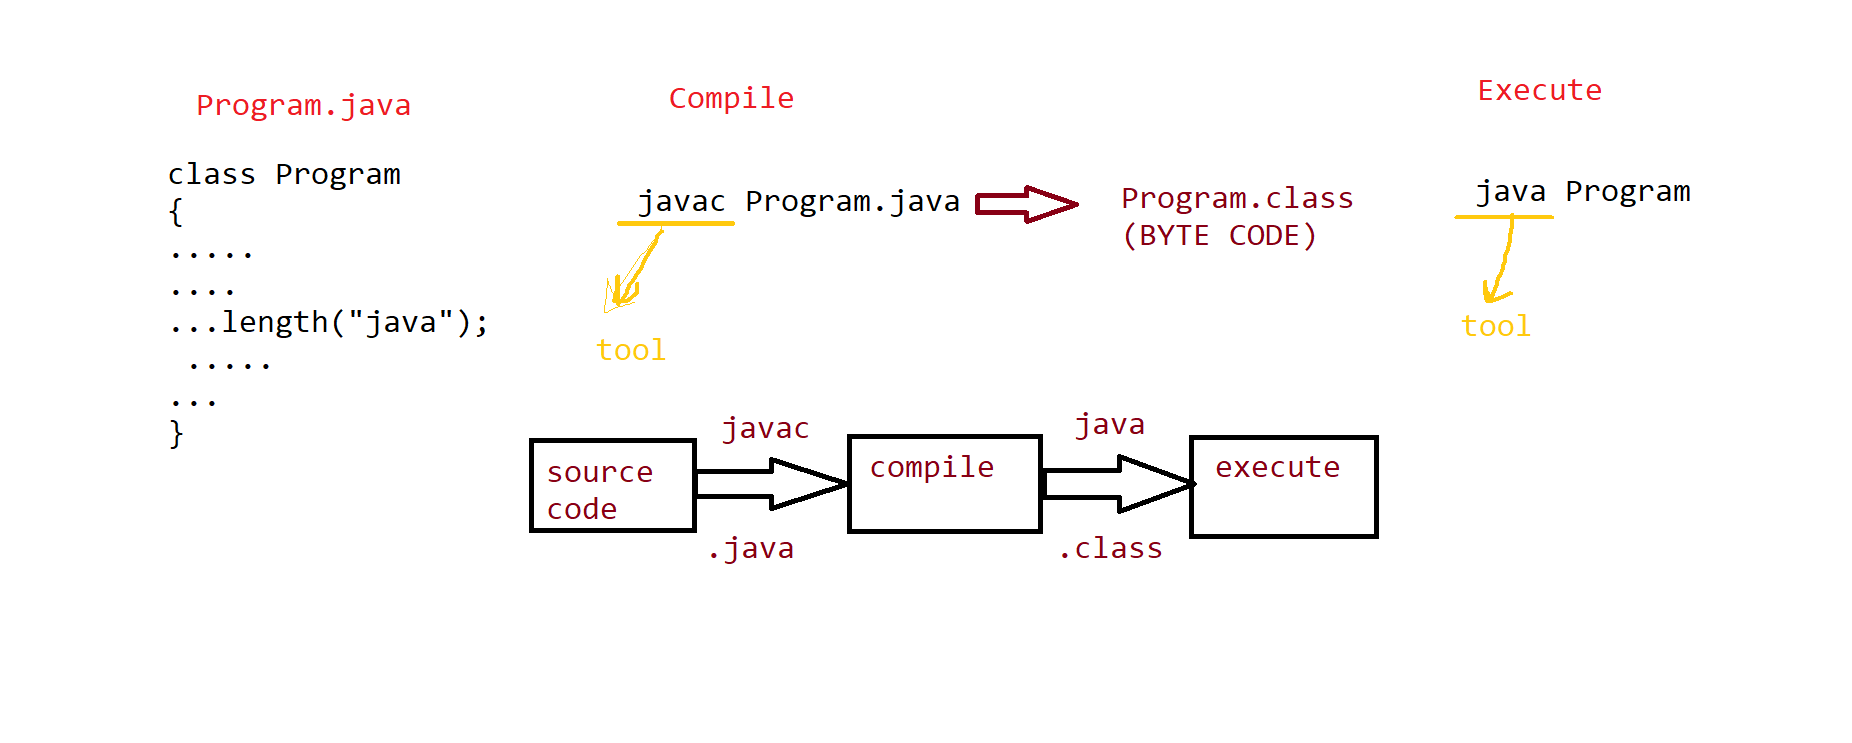 Program.java
class Program
{
.....
....
...length("java");
.....
...
}
Compile
javac Program.java
tool
Program.class
(BYTE CODE)
Execute
java Program
tool
source
code
javac
.java
compile
java
.class
execute